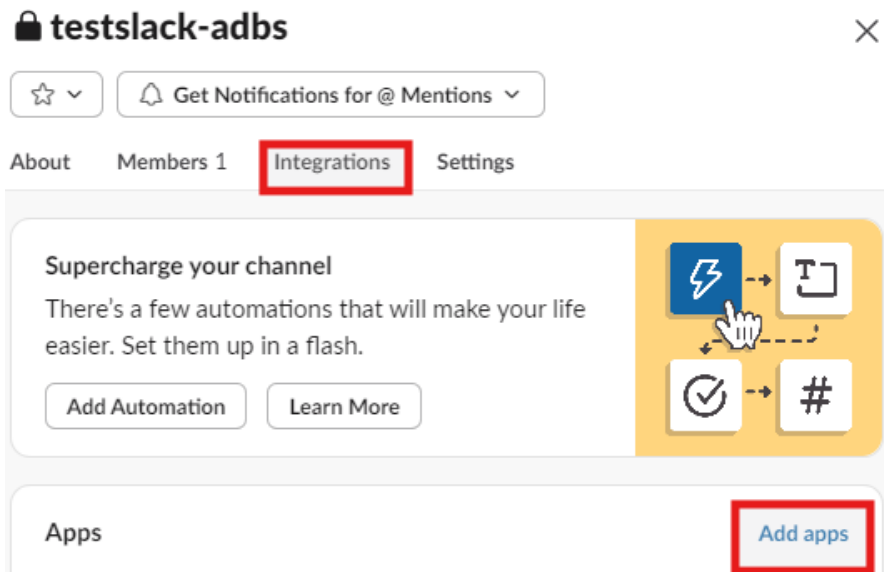 testslack-adbs
Get Notifications for @ Mentions
About Members 1 Integrations Settings
Supercharge your channel
There's a few automations that will make your life
easier. Set them up in a flash.
Add Automation Learn More
T
#
Apps Add apps